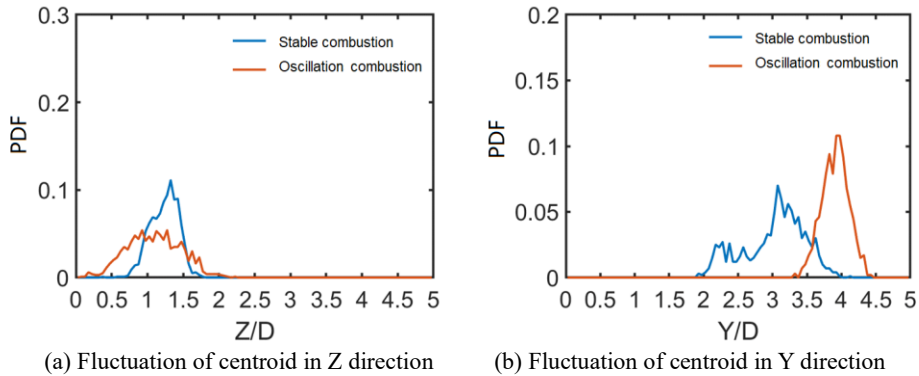 0.3
0.2
0.1
0
PDF
Stable combustion
Oscillation combustion
0 0.5 1 1.5 2 2.5 3 3.5 4 4.5 5
Z/D
(a) Fluctuation of centroid in Z direction
0.2
0.15
0.1
0.05
0
PDF
Stable combustion
Oscillation combustion
0 0.5 1 1.5 2 2.5 3 3.5 4 4.5 5
Y/D
(b) Fluctuation of centroid in Y direction